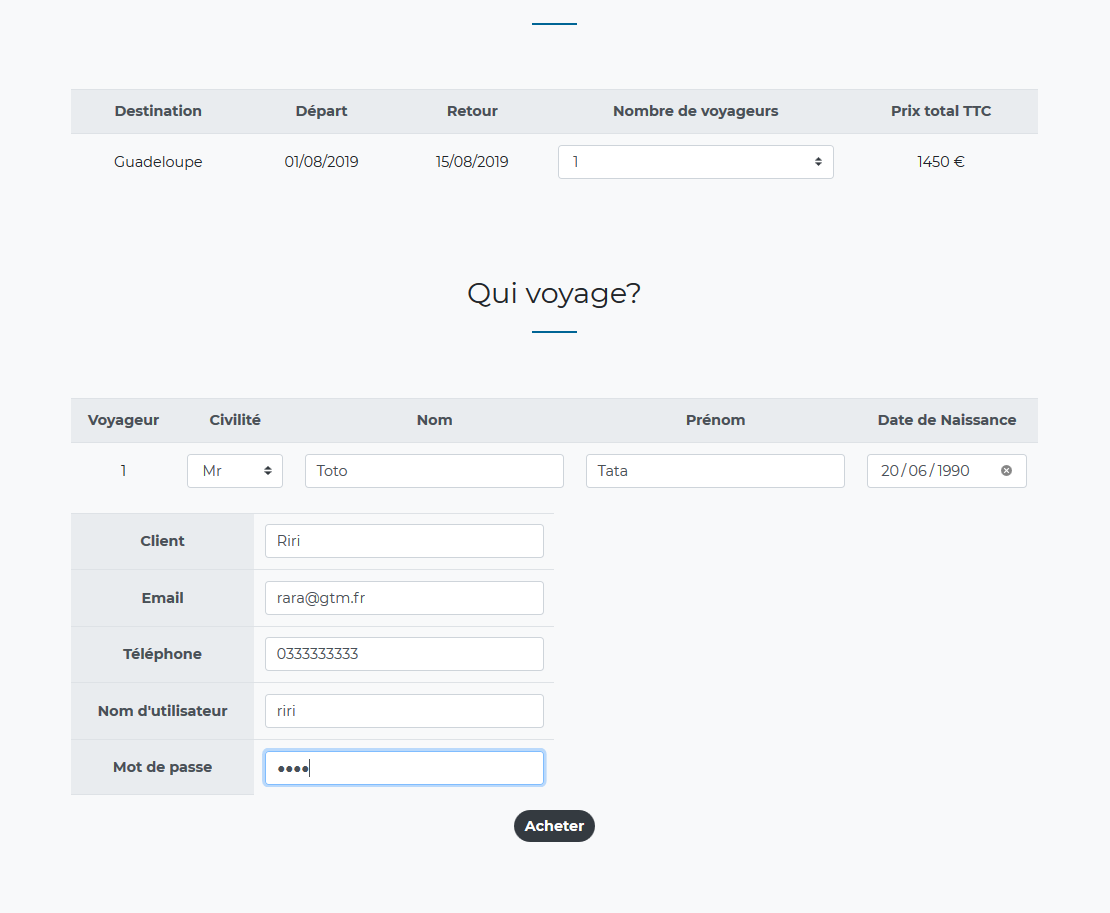 Destination Départ Retour Nombre de voyageurs Prix total TTC
Guadeloupe 01/08/2019 15/08/2019 1 1450 €
Qui voyage?
Voyageur Civilité Nom Prénom Date de Naissance
1 Mr Toto Tata 20/06/1990
Client Riri
Email rara@gtm.fr
Téléphone 0333333333
Nom d'utilisateur riri
Mot de passe ●●●●
Acheter